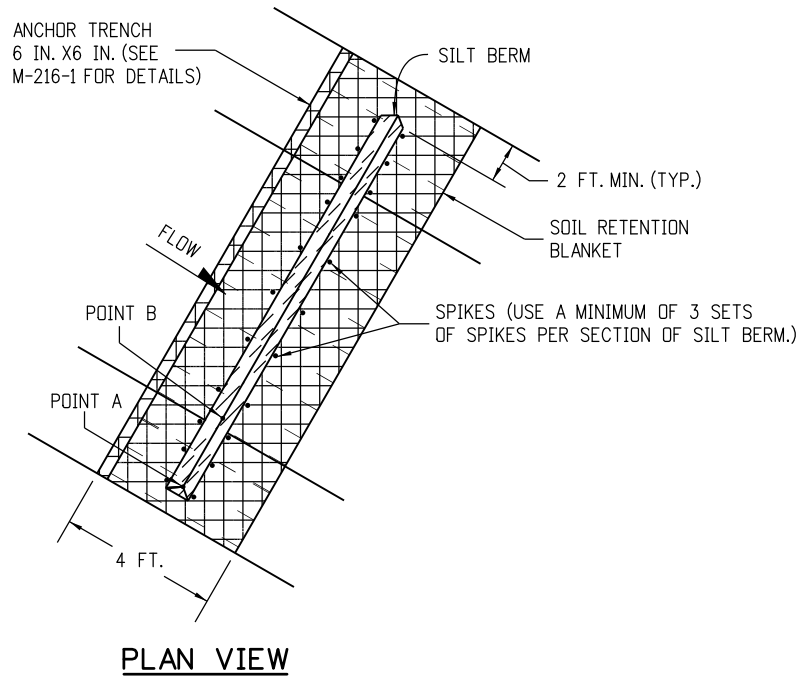 ANCHOR TRENCH
6 IN. X6 IN. (SEE
M-216-1 FOR DETAILS)
SILT BERM
2 FT. MIN. (TYP.)
SOIL RETENTION
BLANKET
FLOW
POINT B
SPIKES (USE A MINIMUM OF 3 SETS
OF SPIKES PER SECTION OF SILT BERM.)
POINT A
4 FT.
PLAN VIEW